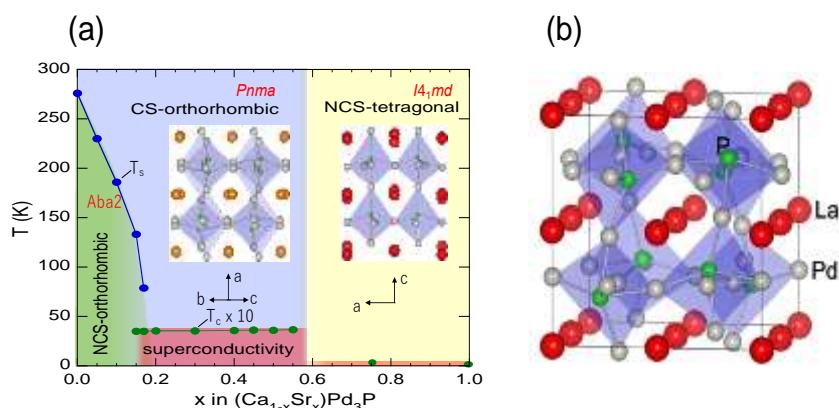 (a)
(b)
300
250
200
150
100
50
0
T (K)
Pnma
CS-orthorhombic
I4₁md
NCS-tetragonal
Tₛ
Aba2
NCS-orthorhombic
a
b
c
c
a
T_c x 10
superconductivity
0.0
0.2
0.4
0.6
0.8
1.0
x in (Ca₁₋ₓSrₓ)Pd₃P
P
La
Pd